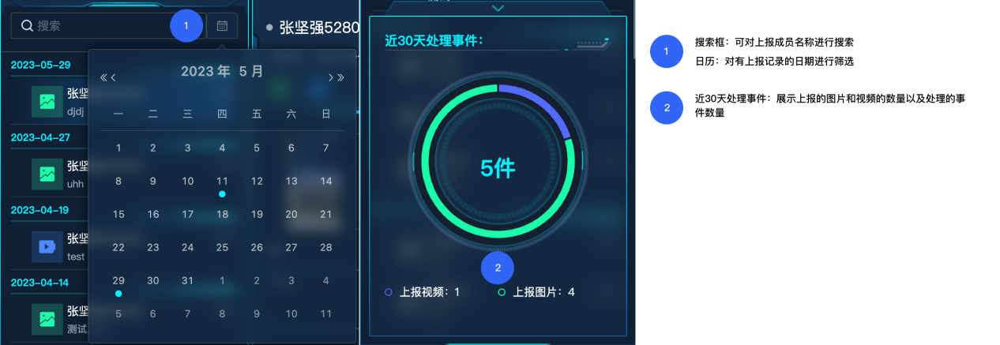 搜索
1
2023-05-29
张坚
djdj
2023-04-27
张坚
uhh
2023-04-19
张坚
test
2023-04-14
张坚
测试
2023 年 5 月
一 二 三 四 五 六 日
1 2 3 4 5 6 7
8 9 10 11 12 13 14
15 16 17 18 19 20 21
22 23 24 25 26 27 28
29 30 31 1 2 3 4
5 6 7 8 9 10 11
张坚强5280
近30天处理事件：
5件
2
上报视频：1
上报图片：4
1
搜索框：可对上报成员名称进行搜索
日历：对有上报记录的日期进行筛选
2
近30天处理事件：展示上报的图片和视频的数量以及处理的事
件数量